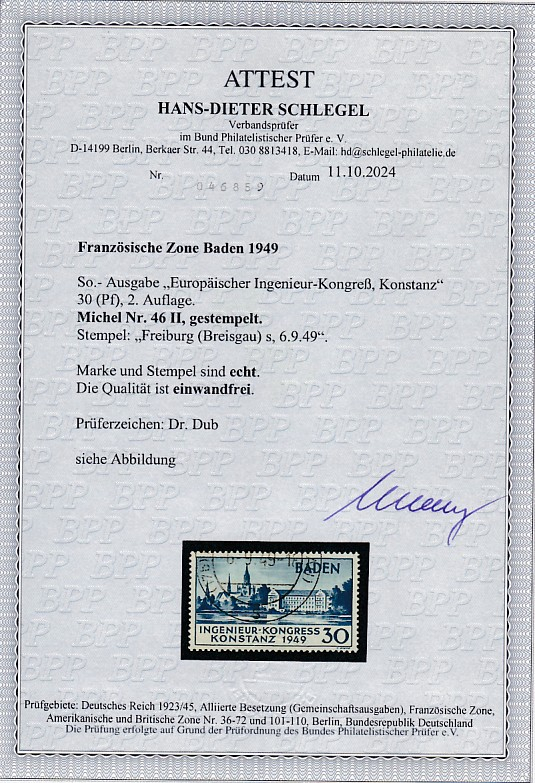 ATTEST
HANS-DIETER SCHLEGEL
Verbandsprüfer
im Bund Philatelistischer Prüfer e. V.
D-14199 Berlin, Berkaer Str. 44, Tel. 030 8813418, E-Mail: hd@schlegel-philatelie.de
Nr. 046859 Datum 11.10.2024
Französische Zone Baden 1949
So.- Ausgabe „Europäischer Ingenieur-Kongreß, Konstanz“
30 (Pf), 2. Auflage.
Michel Nr. 46 II, gestempelt.
Stempel: „Freiburg (Breisgau) s, 6.9.49“.
Marke und Stempel sind echt.
Die Qualität ist einwandfrei.
Prüferzeichen: Dr. Dub
siehe Abbildung
BADEN
INGENIEUR-KONGRESS
KONSTANZ 1949 30
Prüfgebiete: Deutsches Reich 1923/45, Alliierte Besetzung (Gemeinschaftsausgaben), Französische Zone,
Amerikanische und Britische Zone Nr. 36-72 und 101-110, Berlin, Bundesrepublik Deutschland
Die Prüfung erfolgte auf Grund der Prüfordnung des Bundes Philatelistischer Prüfer e.V.